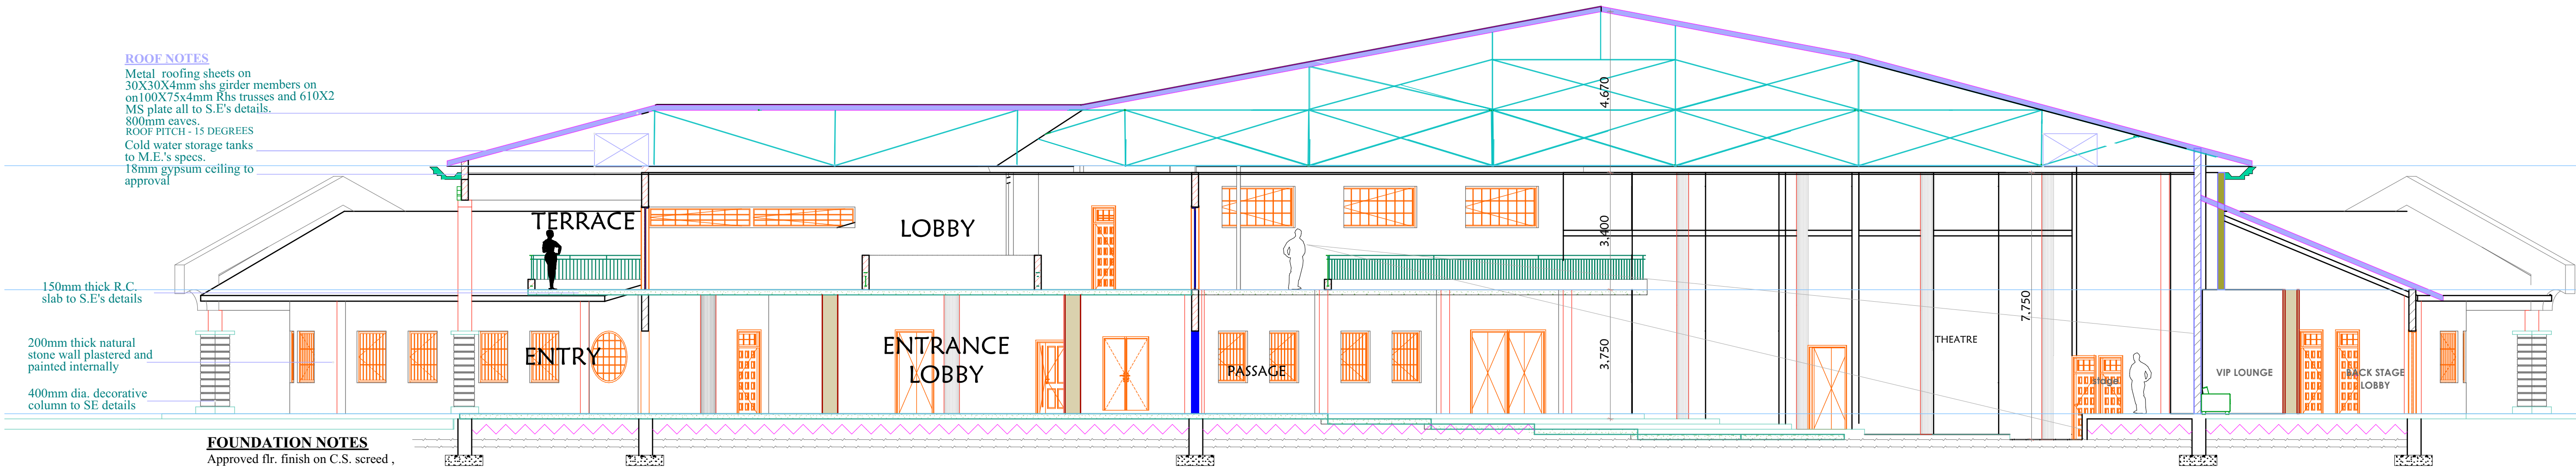 ROOF NOTES
Metal roofing sheets on
30X30X4mm shs girder members on
on100X75x4mm Rhs trusses and 610X2
MS plate all to S.E's details.
800mm eaves.
ROOF PITCH - 15 DEGREES
Cold water storage tanks
to M.E.'s specs.
18mm gypsum ceiling to
approval
150mm thick R.C.
slab to S.E's details
200mm thick natural
stone wall plastered and
painted internally
400mm dia. decorative
column to SE details
FOUNDATION NOTES
Approved flr. finish on C.S. screed ,
TERRACE
LOBBY
ENTRY
ENTRANCE
LOBBY
PASSAGE
4,670
3,400
3,750
7,750
THEATRE
stage
VIP LOUNGE
BACK STAGE
LOBBY